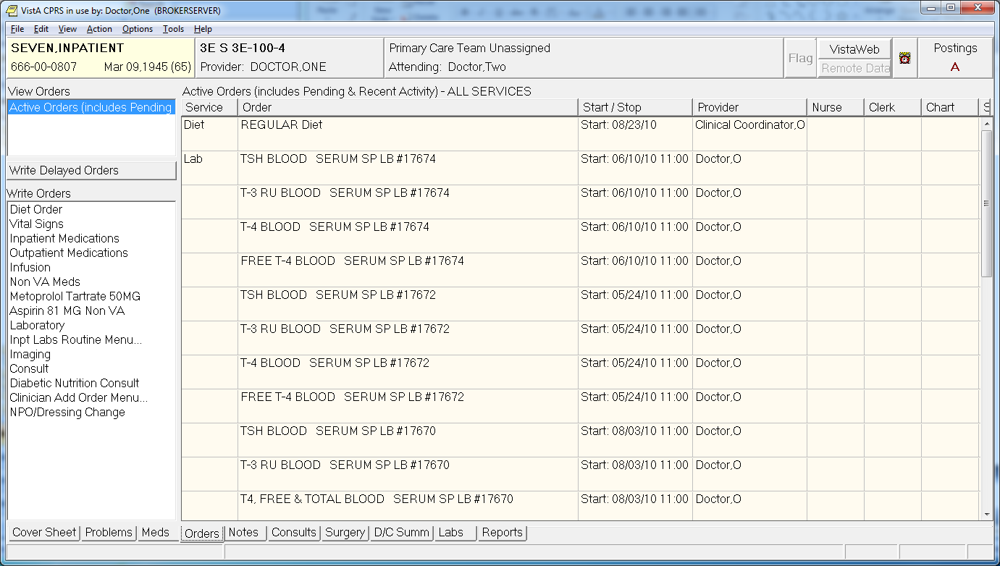 VistA CPRS in use by: Doctor,One (BROKERSERVER)
File Edit View Action Options Tools Help
SEVEN,INPATIENT
666-00-0807 Mar 09,1945 (65)
3E S 3E-100-4
Provider: DOCTOR,ONE
Primary Care Team Unassigned
Attending: Doctor,Two
Flag
VistaWeb
Remote Data
Postings
A
View Orders
Active Orders (includes Pending
Write Delayed Orders
Write Orders
Diet Order
Vital Signs
Inpatient Medications
Outpatient Medications
Infusion
Non VA Meds
Metoprolol Tartrate 50MG
Aspirin 81 MG Non VA
Laboratory
Inpt Labs Routine Menu...
Imaging
Consult
Diabetic Nutrition Consult
Clinician Add Order Menu...
NPO/Dressing Change
Active Orders (includes Pending & Recent Activity) - ALL SERVICES
Service Order Start / Stop Provider Nurse Clerk Chart S
Diet REGULAR Diet Start: 08/23/10 Clinical Coordinator,O
Lab TSH BLOOD SERUM SP LB #17674 Start: 06/10/10 11:00 Doctor,O
T-3 RU BLOOD SERUM SP LB #17674 Start: 06/10/10 11:00 Doctor,O
T-4 BLOOD SERUM SP LB #17674 Start: 06/10/10 11:00 Doctor,O
FREE T-4 BLOOD SERUM SP LB #17674 Start: 06/10/10 11:00 Doctor,O
TSH BLOOD SERUM SP LB #17672 Start: 05/24/10 11:00 Doctor,O
T-3 RU BLOOD SERUM SP LB #17672 Start: 05/24/10 11:00 Doctor,O
T-4 BLOOD SERUM SP LB #17672 Start: 05/24/10 11:00 Doctor,O
FREE T-4 BLOOD SERUM SP LB #17672 Start: 05/24/10 11:00 Doctor,O
TSH BLOOD SERUM SP LB #17670 Start: 08/03/10 11:00 Doctor,O
T-3 RU BLOOD SERUM SP LB #17670 Start: 08/03/10 11:00 Doctor,O
T4, FREE & TOTAL BLOOD SERUM SP LB #17670 Start: 08/03/10 11:00 Doctor,O
Cover Sheet Problems Meds Orders Notes Consults Surgery D/C Summ Labs Reports